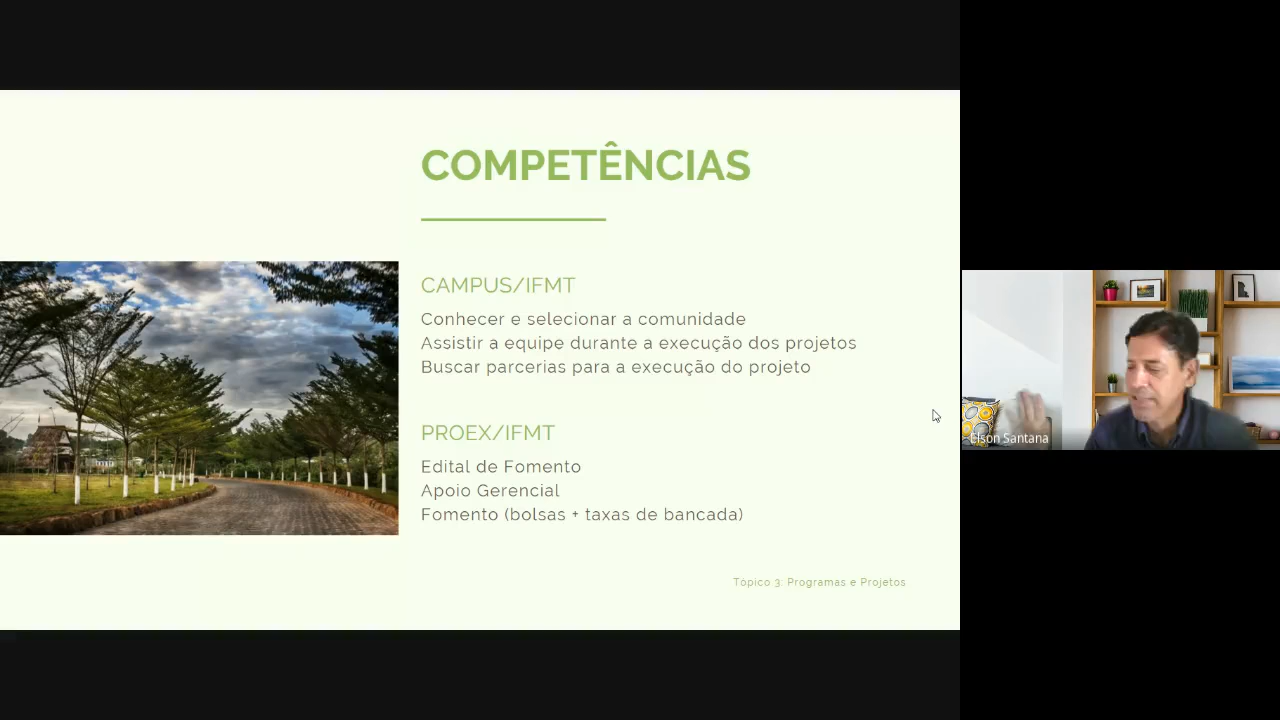 COMPETÊNCIAS
CAMPUS/IFMT
Conhecer e selecionar a comunidade
Assistir a equipe durante a execução dos projetos
Buscar parcerias para a execução do projeto
PROEX/IFMT
Edital de Fomento
Apoio Gerencial
Fomento (bolsas + taxas de bancada)
Tópico 3: Programas e Projetos
Elson Santana